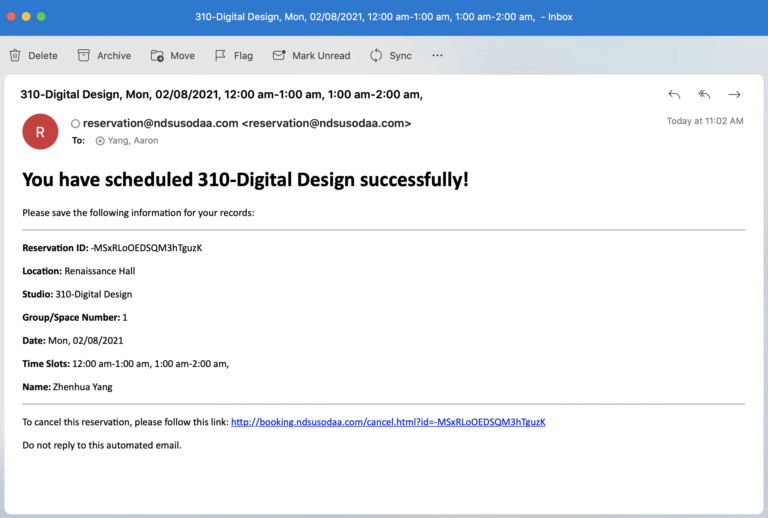 310-Digital Design, Mon, 02/08/2021, 12:00 am-1:00 am, 1:00 am-2:00 am, - Inbox
Delete Archive Move Flag Mark Unread Sync ...
310-Digital Design, Mon, 02/08/2021, 12:00 am-1:00 am, 1:00 am-2:00 am,
R
reservation@ndsusodaa.com <reservation@ndsusodaa.com>
Today at 11:02 AM
To: Yang, Aaron
You have scheduled 310-Digital Design successfully!
Please save the following information for your records:
Reservation ID: -MSxRLoOEDSQM3hTguzK
Location: Renaissance Hall
Studio: 310-Digital Design
Group/Space Number: 1
Date: Mon, 02/08/2021
Time Slots: 12:00 am-1:00 am, 1:00 am-2:00 am,
Name: Zhenhua Yang
To cancel this reservation, please follow this link: http://booking.ndsusodaa.com/cancel.html?id=-MSxRLoOEDSQM3hTguzK
Do not reply to this automated email.